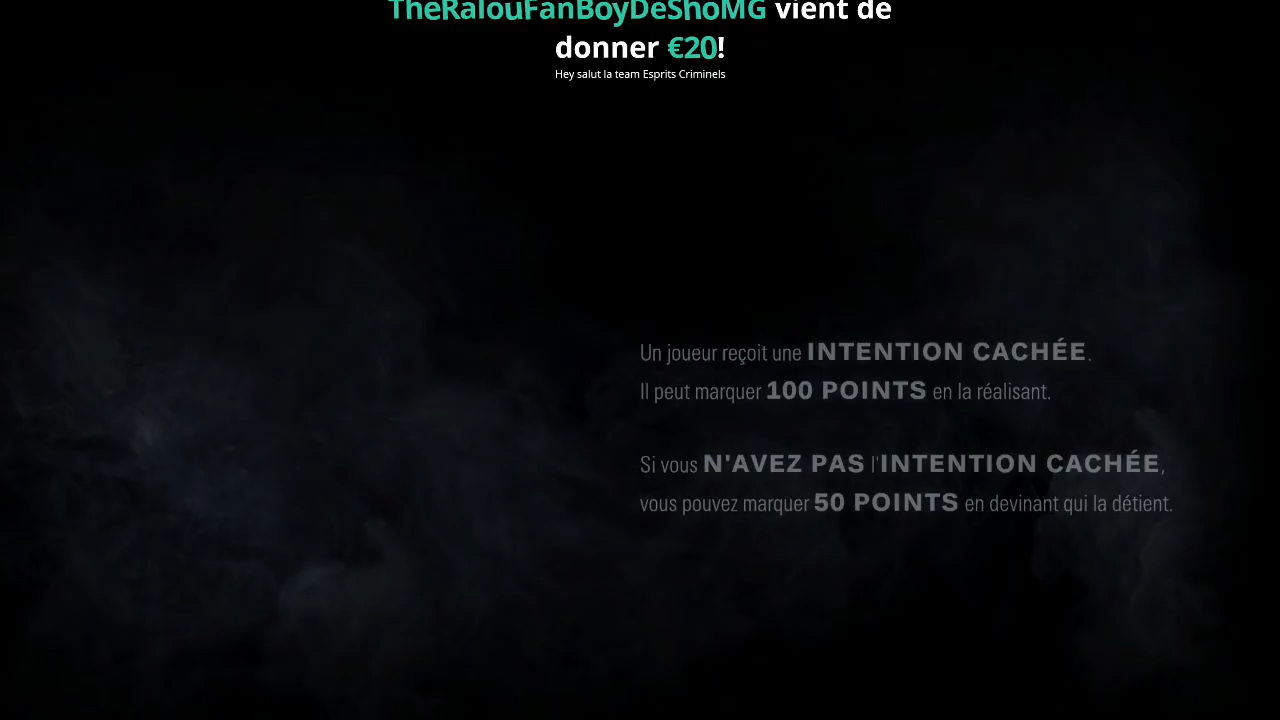 TheRalouFanBoyDeShoMG vient de
donner €20!
Hey salut la team Esprits Criminels
Un joueur reçoit une INTENTION CACHÉE.
Il peut marquer 100 POINTS en la réalisant.
Si vous N'AVEZ PAS l'INTENTION CACHÉE,
vous pouvez marquer 50 POINTS en devinant qui la détient.